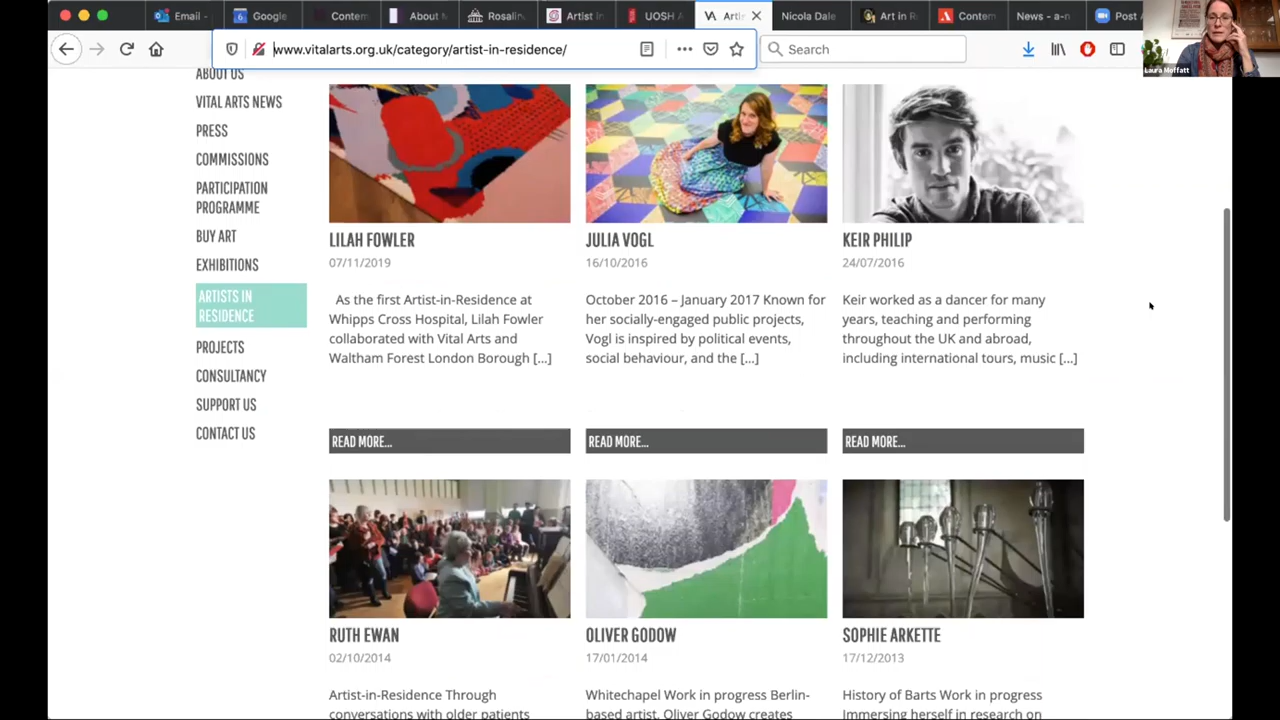 Email -
Google
Contem
About M
Rosalin
Artist in
UOSH A
Arti
Nicola Dale
Art in R
Contem
News - a-n
Post A
www.vitalarts.org.uk/category/artist-in-residence/
Search
Laura Moffatt
ABOUT US
VITAL ARTS NEWS
PRESS
COMMISSIONS
PARTICIPATION
PROGRAMME
BUY ART
EXHIBITIONS
ARTISTS IN
RESIDENCE
PROJECTS
CONSULTANCY
SUPPORT US
CONTACT US
LILAH FOWLER
07/11/2019
As the first Artist-in-Residence at
Whipps Cross Hospital, Lilah Fowler
collaborated with Vital Arts and
Waltham Forest London Borough [...]
READ MORE...
JULIA VOGL
16/10/2016
October 2016 – January 2017 Known for
her socially-engaged public projects,
Vogl is inspired by political events,
social behaviour, and the [...]
READ MORE...
KEIR PHILIP
24/07/2016
Keir worked as a dancer for many
years, teaching and performing
throughout the UK and abroad,
including international tours, music [...]
READ MORE...
RUTH EWAN
02/10/2014
Artist-in-Residence Through
conversations with older patients
OLIVER GODOW
17/01/2014
Whitechapel Work in progress Berlin-
based artist, Oliver Godow creates
SOPHIE ARKETTE
17/12/2013
History of Barts Work in progress
Immersing herself in research on